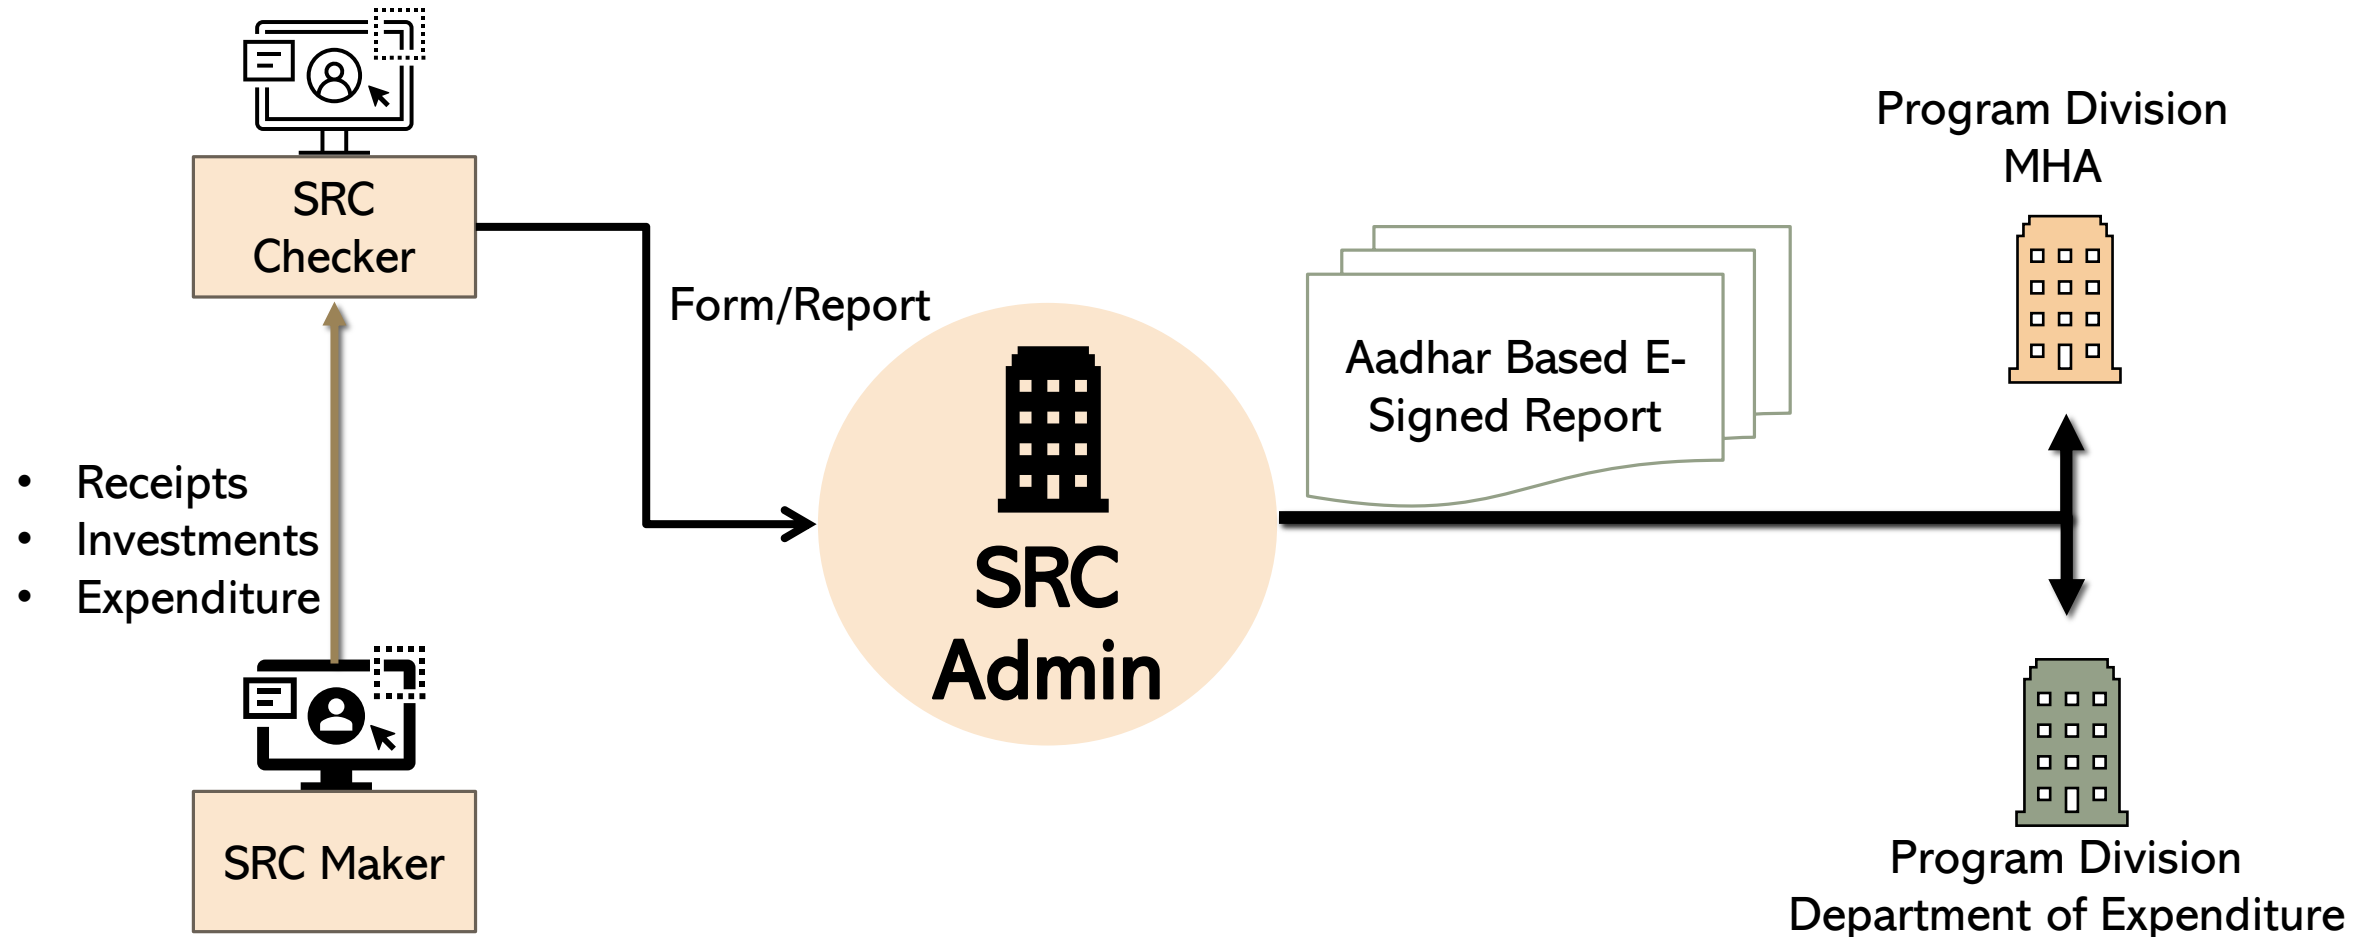 SRC
Checker
Form/Report
• Receipts
• Investments
• Expenditure
SRC Maker
SRC
Admin
Aadhar Based E-
Signed Report
Program Division
MHA
Program Division
Department of Expenditure